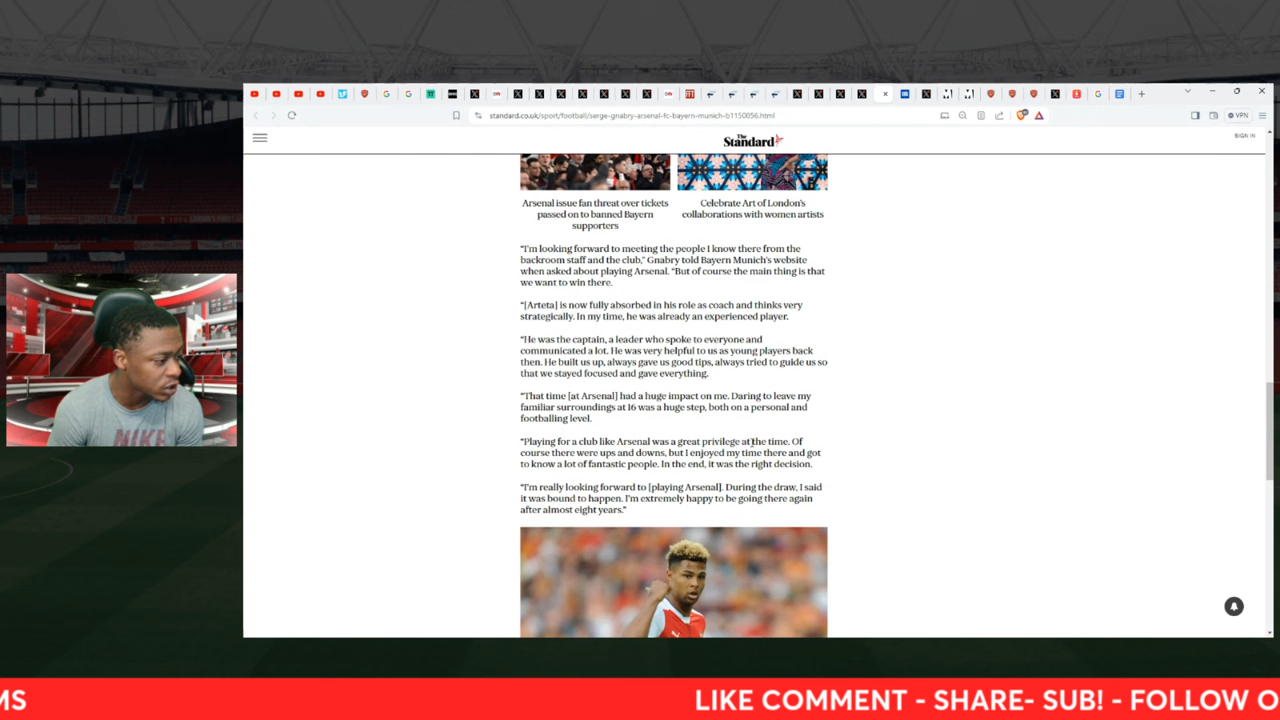 standard.co.uk/sport/football/serge-gnabry-arsenal-fc-bayern-munich-b1150056.html
VPN
The
Standard
SIGN IN
Arsenal issue fan threat over tickets
passed on to banned Bayern
supporters
Celebrate Art of London's
collaborations with women artists
“I'm looking forward to meeting the people I know there from the
backroom staff and the club,” Gnabry told Bayern Munich's website
when asked about playing Arsenal. “But of course the main thing is that
we want to win there.
“[Arteta] is now fully absorbed in his role as coach and thinks very
strategically. In my time, he was already an experienced player.
“He was the captain, a leader who spoke to everyone and
communicated a lot. He was very helpful to us as young players back
then. He built us up, always gave us good tips, always tried to guide us so
that we stayed focused and gave everything.
“That time [at Arsenal] had a huge impact on me. Daring to leave my
familiar surroundings at 16 was a huge step, both on a personal and
footballing level.
“Playing for a club like Arsenal was a great privilege at the time. Of
course there were ups and downs, but I enjoyed my time there and got
to know a lot of fantastic people. In the end, it was the right decision.
“I'm really looking forward to [playing Arsenal]. During the draw, I said
it was bound to happen. I'm extremely happy to be going there again
after almost eight years.”
NIKE
MS
LIKE COMMENT - SHARE- SUB! - FOLLOW O